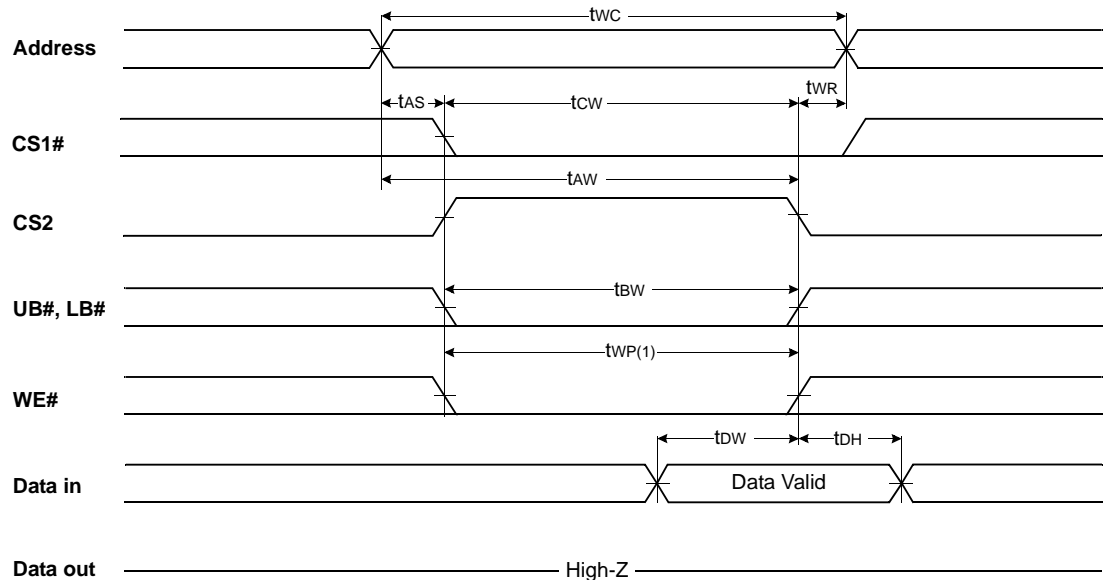 tWC
Address
tAS
tCW
tWR
CS1#
tAW
CS2
tBW
UB#, LB#
tWP(1)
WE#
tDW
tDH
Data in
Data Valid
Data out
High-Z